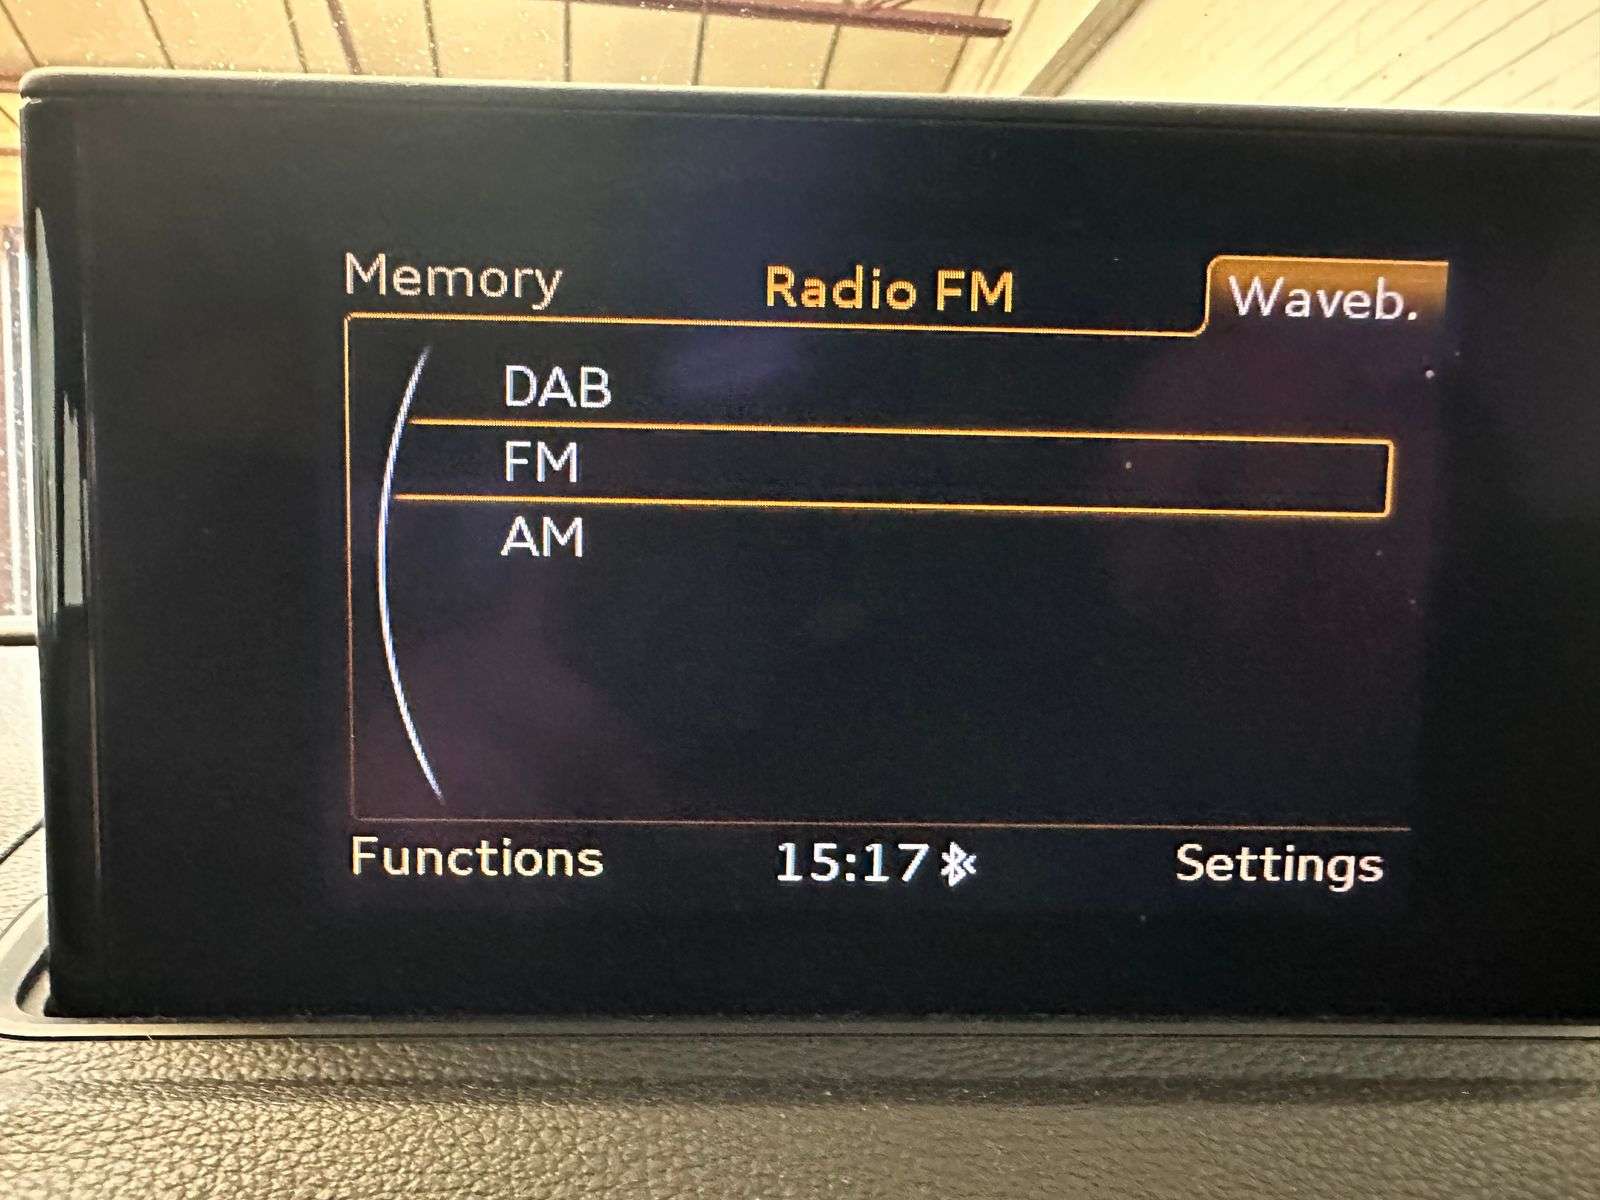 Memory Radio FM Waveb.
DAB
FM
AM
Functions 15:17 Settings